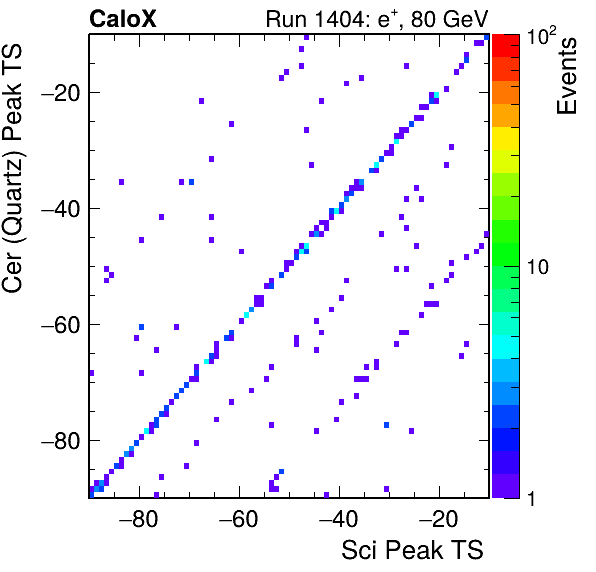 CaloX
Run 1404: e+, 80 GeV
Cer (Quartz) Peak TS
−20
−40
−60
−80
−80
−60
−40
−20
Sci Peak TS
10²
10
1
Events